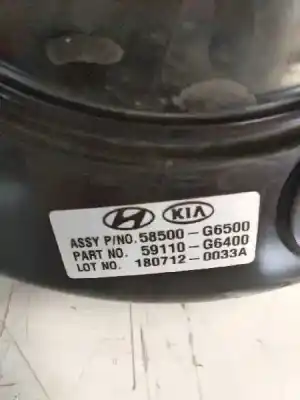 KIA
ASSY P/NO. 58500-G6500
PART NO. 59110-G6400
LOT NO. 180712-0033A